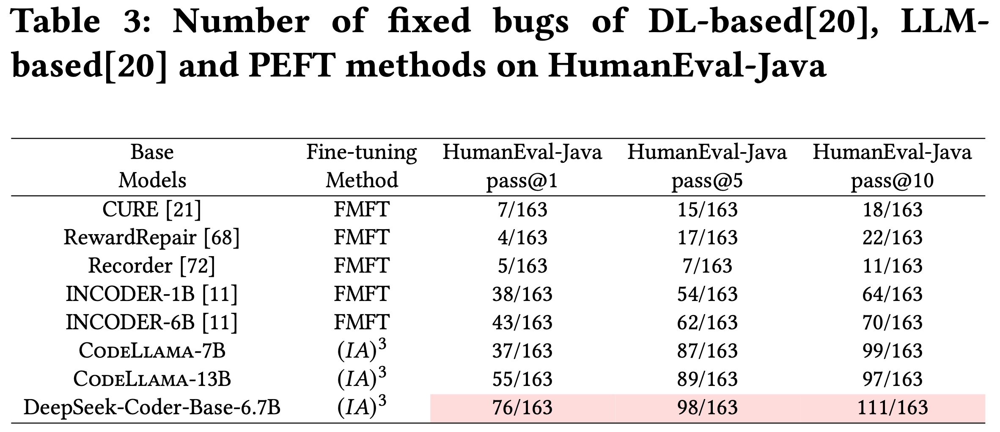 Table 3: Number of fixed bugs of DL-based[20], LLM-
based[20] and PEFT methods on HumanEval-Java
Base Models Fine-tuning Method HumanEval-Java pass@1 HumanEval-Java pass@5 HumanEval-Java pass@10
CURE [21] FMFT 7/163 15/163 18/163
RewardRepair [68] FMFT 4/163 17/163 22/163
Recorder [72] FMFT 5/163 7/163 11/163
INCODER-1B [11] FMFT 38/163 54/163 64/163
INCODER-6B [11] FMFT 43/163 62/163 70/163
CODELLAMA-7B (IA)³ 37/163 87/163 99/163
CODELLAMA-13B (IA)³ 55/163 89/163 97/163
DeepSeek-Coder-Base-6.7B (IA)³ 76/163 98/163 111/163